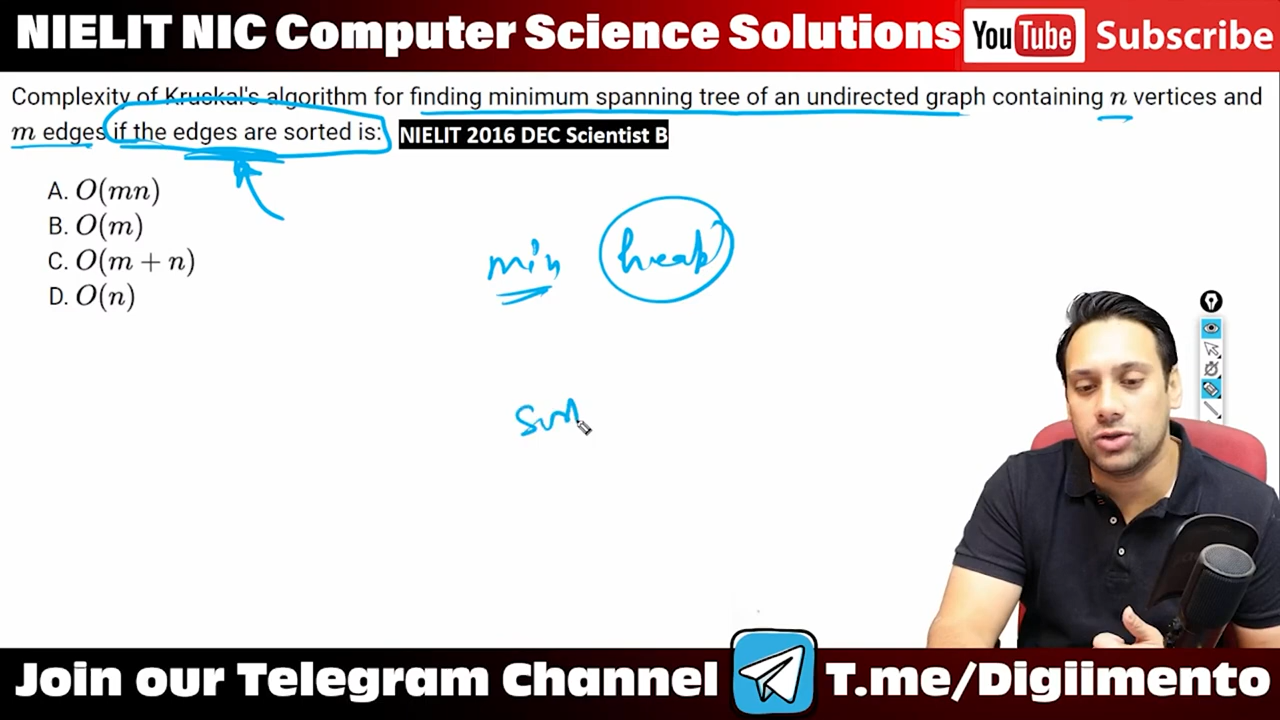 NIELIT NIC Computer Science Solutions YouTube Subscribe
Complexity of Kruskal's algorithm for finding minimum spanning tree of an undirected graph containing n vertices and
m edges if the edges are sorted is: NIELIT 2016 DEC Scientist B
A. O(mn)
B. O(m)
C. O(m + n)
D. O(n)
min heap
Join our Telegram Channel T.me/Digiimento